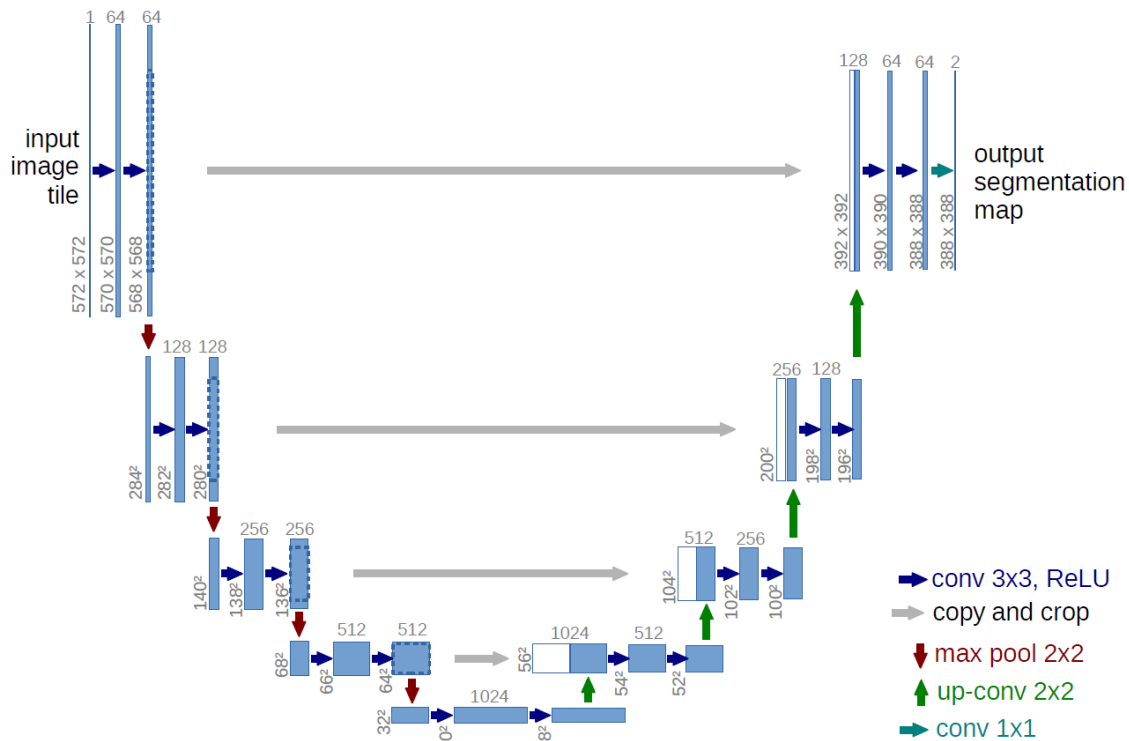 1 64 64
input
image
tile
572 x 572
570 x 570
568 x 568
128 64 64 2
output
segmentation
map
392 x 392
390 x 390
388 x 388
388 x 388
128 128
284²
282²
280²
256 128
200²
198²
196²
256 256
140²
138²
136²
512 256
104²
102²
100²
512 512
68²
66²
64²
1024 512
56²
54²
52²
1024
32²
0²
8²
conv 3x3, ReLU
copy and crop
max pool 2x2
up-conv 2x2
conv 1x1